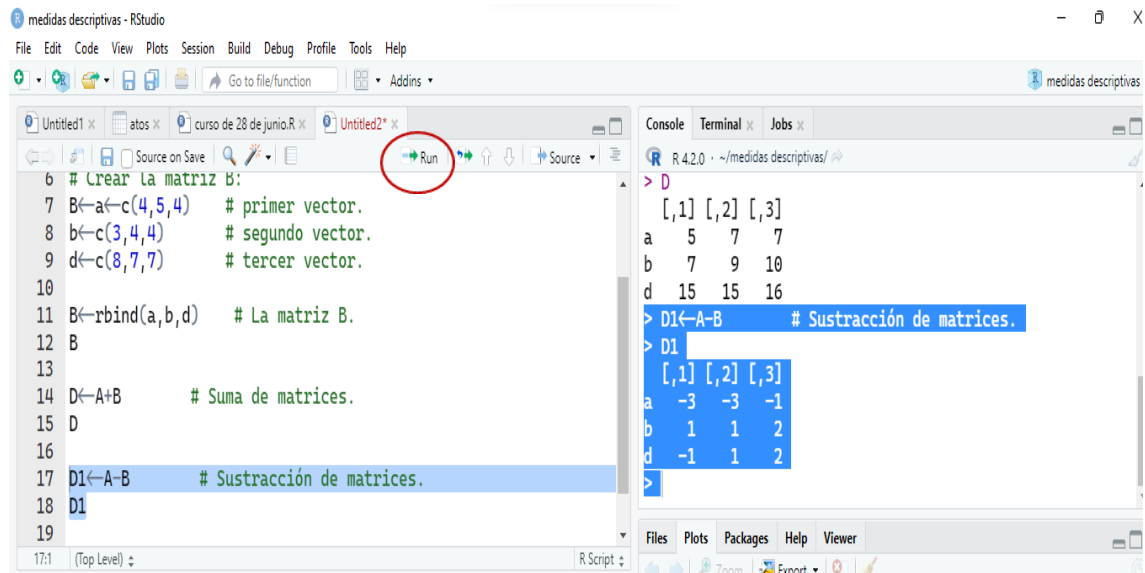 medidas descriptivas - RStudio
File Edit Code View Plots Session Build Debug Profile Tools Help
Go to file/function
Addins
medidas descriptivas
Untitled1
atos
curso de 28 de junio.R
Untitled2*
Source on Save
Run
Source
6 # Crear la matriz B:
7 B←a←c(4,5,4) # primer vector.
8 b←c(3,4,4) # segundo vector.
9 d←c(8,7,7) # tercer vector.
10
11 B←rbind(a,b,d) # La matriz B.
12 B
13
14 D←A+B # Suma de matrices.
15 D
16
17 D1←A-B # Sustracción de matrices.
18 D1
19
17:1 (Top Level) R Script
Console Terminal Jobs
R 4.2.0 · ~/medidas descriptivas/
> D
[,1] [,2] [,3]
a 5 7 7
b 7 9 10
d 15 15 16
> D1←A-B # Sustracción de matrices.
> D1
[,1] [,2] [,3]
a -3 -3 -1
b 1 1 2
d -1 1 2
>
Files Plots Packages Help Viewer
Zoom Export